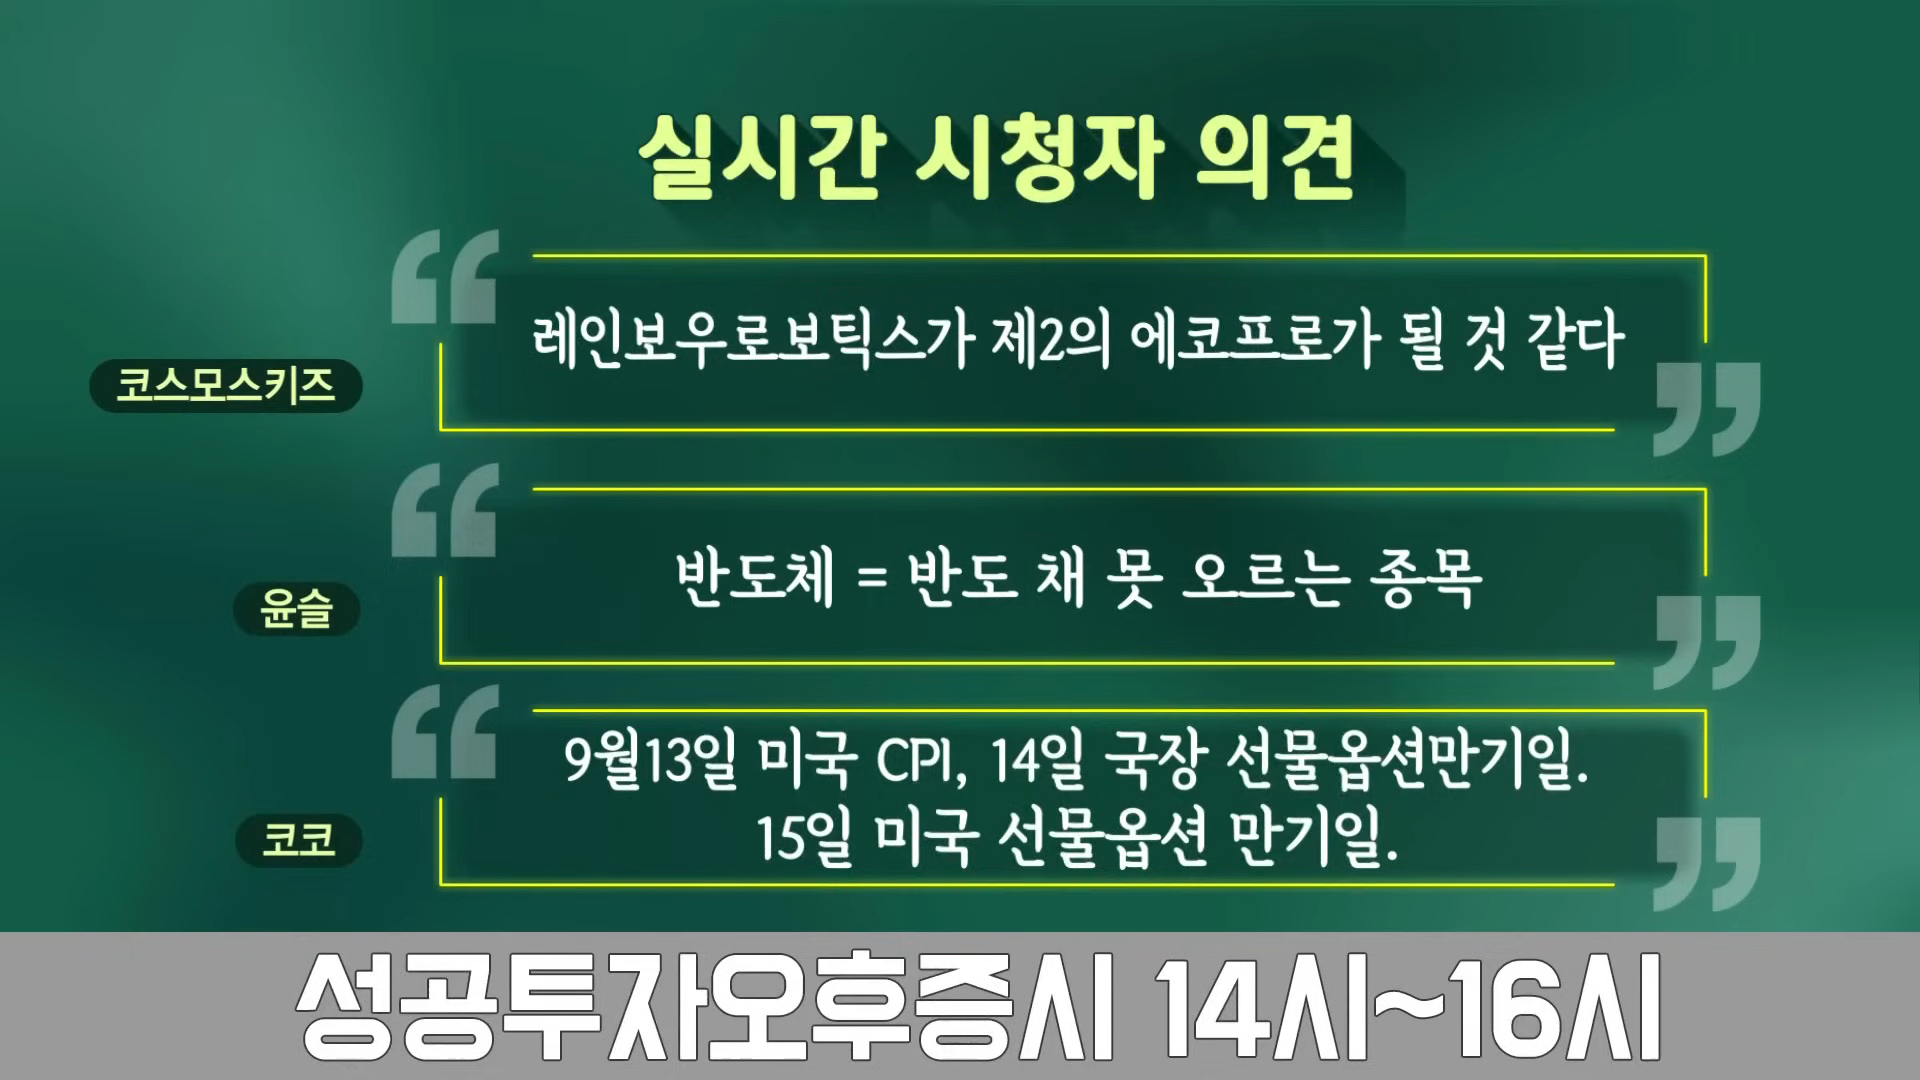 실시간 시청자 의견
코스모스키즈
레인보우로보틱스가 제2의 에코프로가 될 것 같다
윤슬
반도체 = 반도 채 못 오르는 종목
코코
9월13일 미국 CPI, 14일 국장 선물옵션만기일.
15일 미국 선물옵션 만기일.
성공투자오후증시 14시~16시